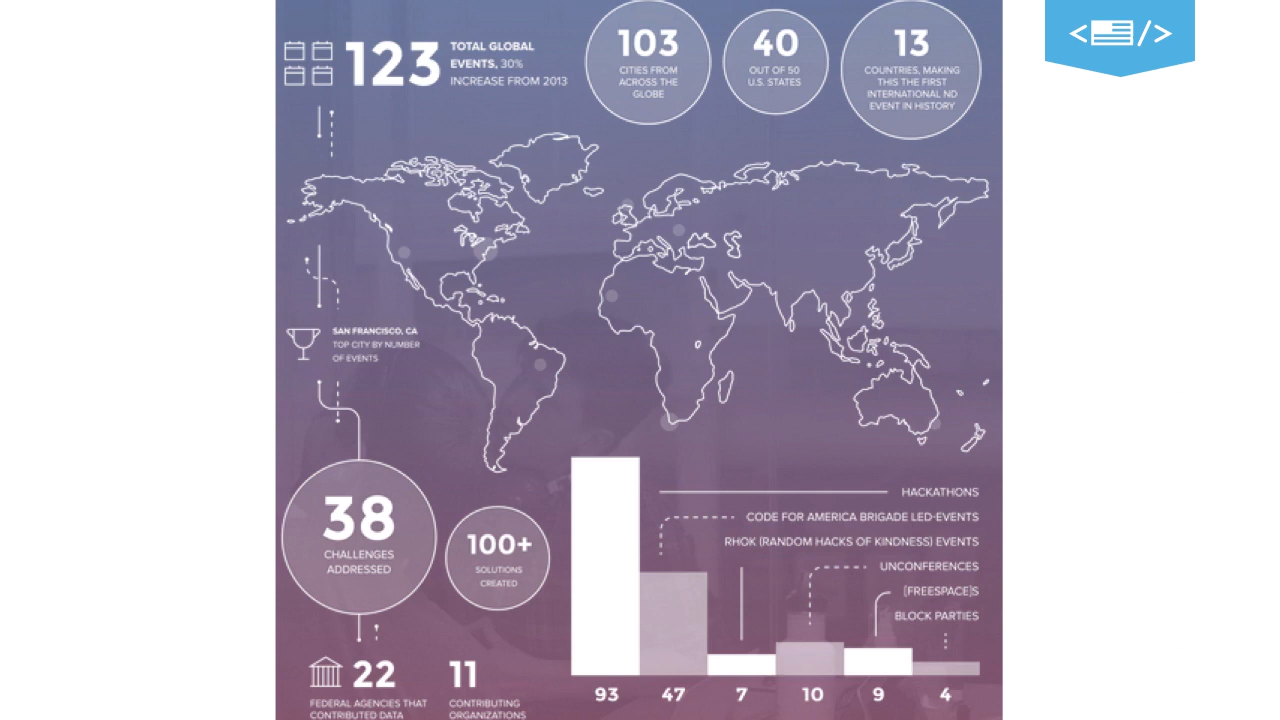 123
TOTAL GLOBAL
EVENTS, 30%
INCREASE FROM 2013
103
CITIES FROM
ACROSS THE
GLOBE
40
OUT OF 50
U.S. STATES
13
COUNTRIES, MAKING
THIS THE FIRST
INTERNATIONAL ND
EVENT IN HISTORY
< />
SAN FRANCISCO, CA
TOP CITY BY NUMBER
OF EVENTS
38
CHALLENGES
ADDRESSED
100+
SOLUTIONS
CREATED
HACKATHONS
CODE FOR AMERICA BRIGADE LED-EVENTS
RHOK (RANDOM HACKS OF KINDNESS) EVENTS
UNCONFERENCES
[FREESPACE]S
BLOCK PARTIES
93 47 7 10 9 4
22
FEDERAL AGENCIES THAT
CONTRIBUTED DATA
11
CONTRIBUTING
ORGANIZATIONS